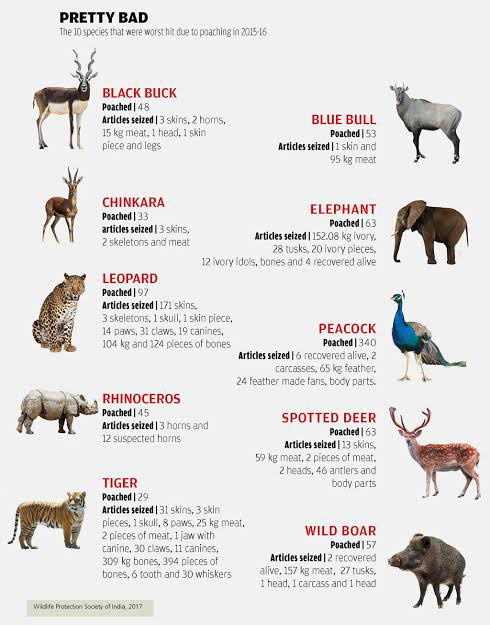 PRETTY BAD
The 10 species that were worst hit due to poaching in 2015-16
BLACK BUCK
Poached | 48
Articles seized | 3 skins, 2 horns,
15 kg meat, 1 head, 1 skin
piece and legs
BLUE BULL
Poached | 53
Articles seized | 1 skin and
95 kg meat
CHINKARA
Poached | 33
articles seized | 3 skins,
2 skeletons and meat
ELEPHANT
Poached | 63
Articles seized | 152.08 kg ivory,
28 tusks, 20 ivory pieces,
12 ivory idols, bones and 4 recovered alive
LEOPARD
Poached | 97
Articles seized | 171 skins,
3 skeletons, 1 skull, 1 skin piece,
14 paws, 31 claws, 19 canines,
104 kg and 124 pieces of bones
PEACOCK
Poached | 340
Articles seized | 6 recovered alive, 2
carcasses, 65 kg feather,
24 feather made fans, body parts.
RHINOCEROS
Poached | 45
Articles seized | 3 horns and
12 suspected horns
SPOTTED DEER
Poached | 63
Articles seized | 13 skins,
59 kg meat, 2 pieces of meat,
2 heads, 46 antlers and
body parts
TIGER
Poached | 29
Articles seized | 31 skins, 3 skin
pieces, 1 skull, 8 paws, 25 kg meat,
2 pieces of meat, 1 jaw with
canine, 30 claws, 11 canines,
309 kg bones, 394 pieces of
bones, 6 tooth and 30 whiskers
WILD BOAR
Poached | 57
Articles seized | 2 recovered
alive, 157 kg meat, 27 tusks,
1 head, 1 carcass and 1 head
Wildlife Protection Society of India, 2017